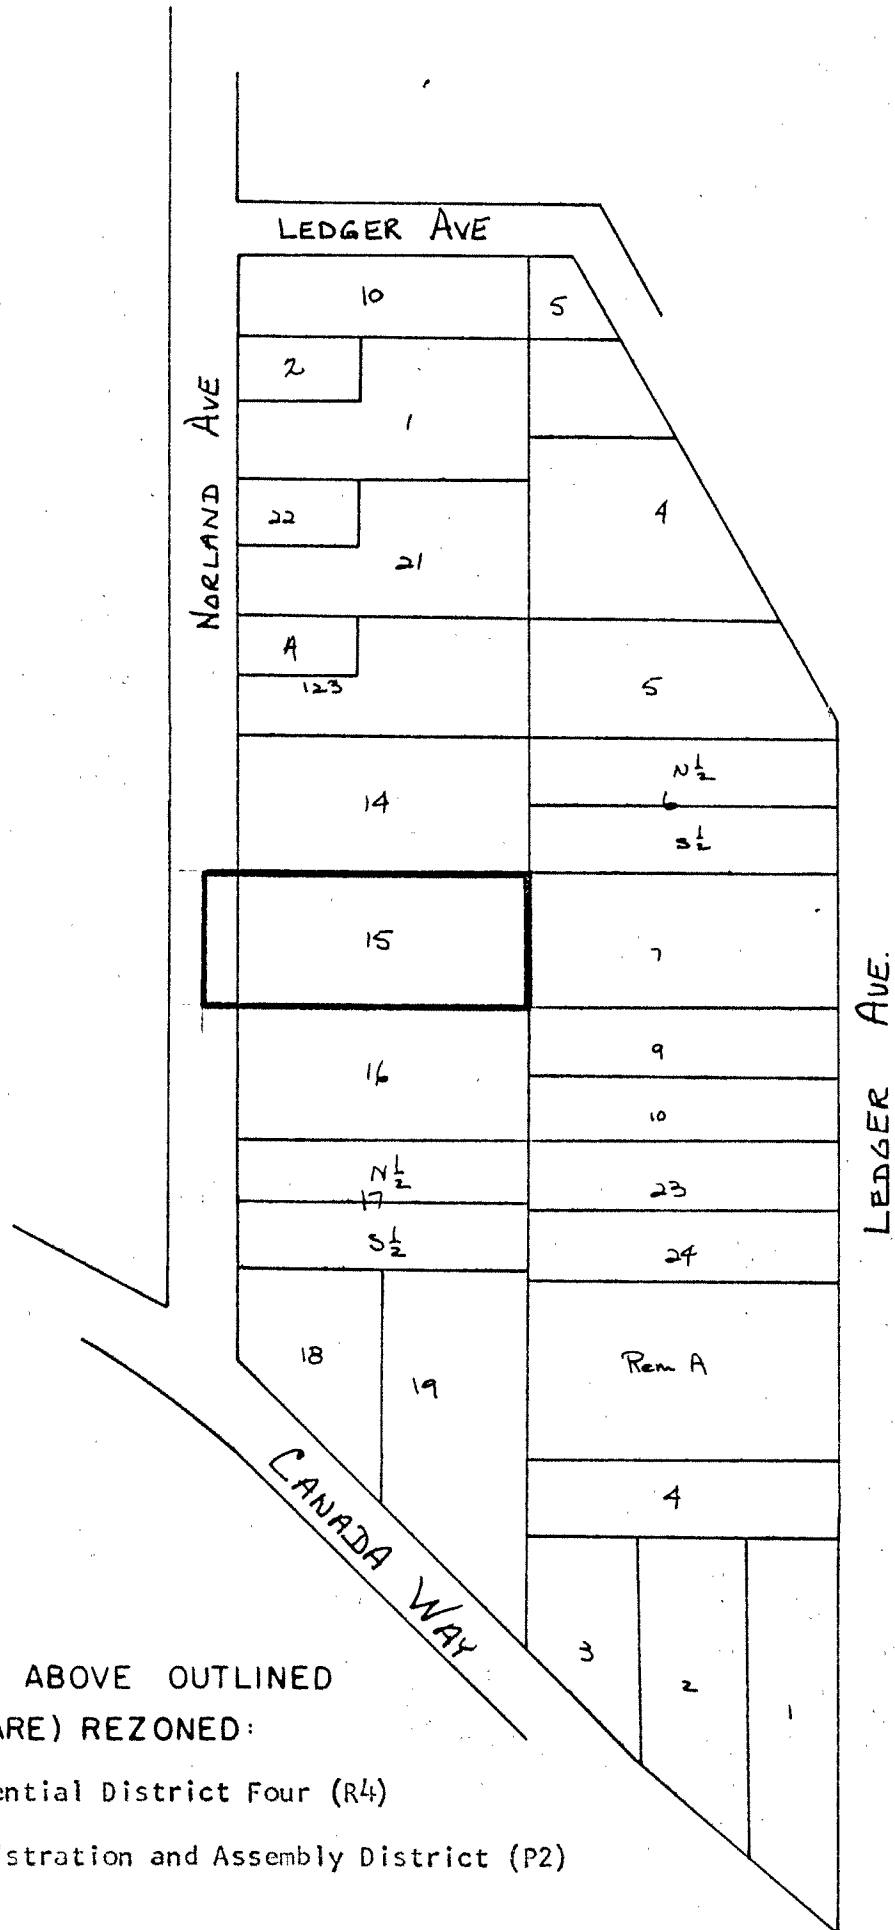 LEDGER AVE
10
5
2
1
NORLAND AVE
22
4
21
A
123
5
14
N½
6
S½
15
7
16
9
10
N½
17
23
S½
24
18
19
Rem A
4
CANADA WAY
3
2
1
LEDGER AVE.
ABOVE OUTLINED
ARE) REZONED:
ential District Four (R4)
istration and Assembly District (P2)